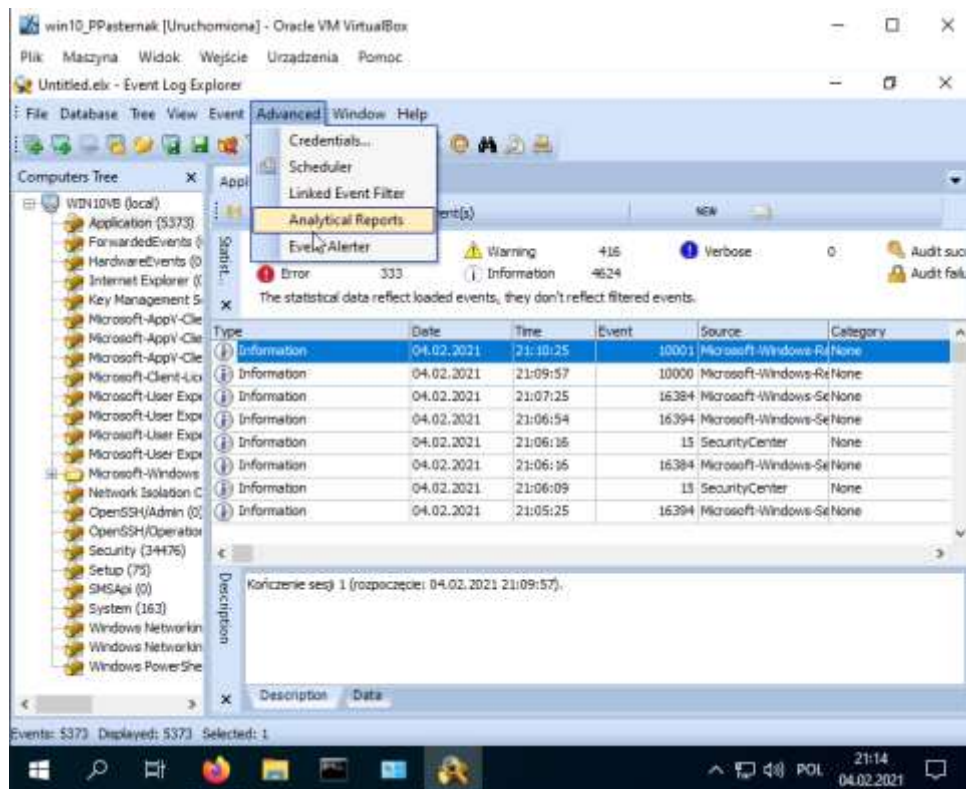 win10_PPasternak [Uruchomiona] - Oracle VM VirtualBox
Plik Maszyna Widok Wejście Urządzenia Pomoc
Untitled.elx - Event Log Explorer
File Database Tree View Event Advanced Window Help
Credentials...
Scheduler
Linked Event Filter
Analytical Reports
Event Alerter
Computers Tree
Appl
WIN10VB (local)
Application (5373)
ForwardedEvents (
HardwareEvents (0
Internet Explorer (
Key Management S
Microsoft-AppV-Clie
Microsoft-AppV-Clie
Microsoft-AppV-Clie
Microsoft-Client-Lice
Microsoft-User Expe
Microsoft-User Expe
Microsoft-User Expe
Microsoft-User Expe
Microsoft-Windows
Network Isolation C
OpenSSH/Admin (0)
OpenSSH/Operation
Security (34476)
Setup (75)
SMSApi (0)
System (163)
Windows Networkin
Windows Networkin
Windows PowerShe
ent(s) NEW
Statist...
Warning 416 Verbose 0 Audit succ
Error 333 Information 4624 Audit failu
The statistical data reflect loaded events, they don't reflect filtered events.
Type Date Time Event Source Category
Information 04.02.2021 21:10:25 10001 Microsoft-Windows-Re None
Information 04.02.2021 21:09:57 10000 Microsoft-Windows-Re None
Information 04.02.2021 21:07:25 16384 Microsoft-Windows-Se None
Information 04.02.2021 21:06:54 16394 Microsoft-Windows-Se None
Information 04.02.2021 21:06:16 15 SecurityCenter None
Information 04.02.2021 21:06:16 16384 Microsoft-Windows-Se None
Information 04.02.2021 21:06:09 15 SecurityCenter None
Information 04.02.2021 21:05:25 16394 Microsoft-Windows-Se None
Description
Kończenie sesji 1 (rozpoczęcie: 04.02.2021 21:09:57).
Description Data
Events: 5373 Displayed: 5373 Selected: 1
POL 21:14
04.02.2021